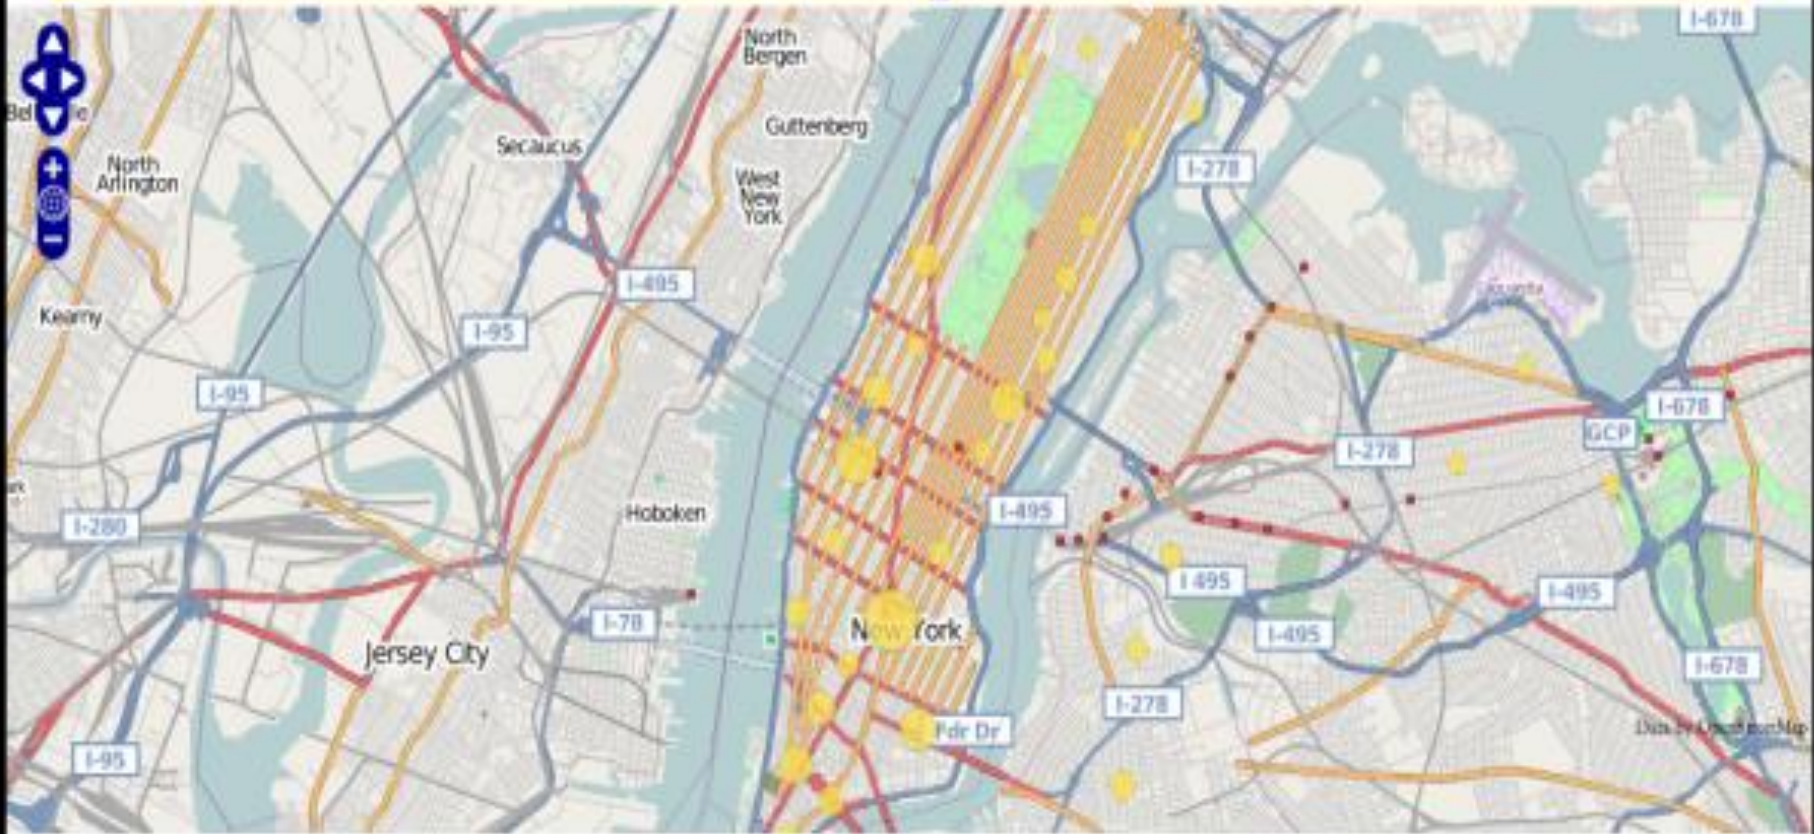 I-678
North
Bergen
Guttenberg
Secaucus
North
Arlington
I-278
West
New
York
I-495
Kearny
I-95
I-95
I-678
GCP
I-278
Hoboken
I-495
I-280
I 495
I-495
I-78
New York
I-495
Jersey City
I-678
I-278
Fdr Dr
I-95